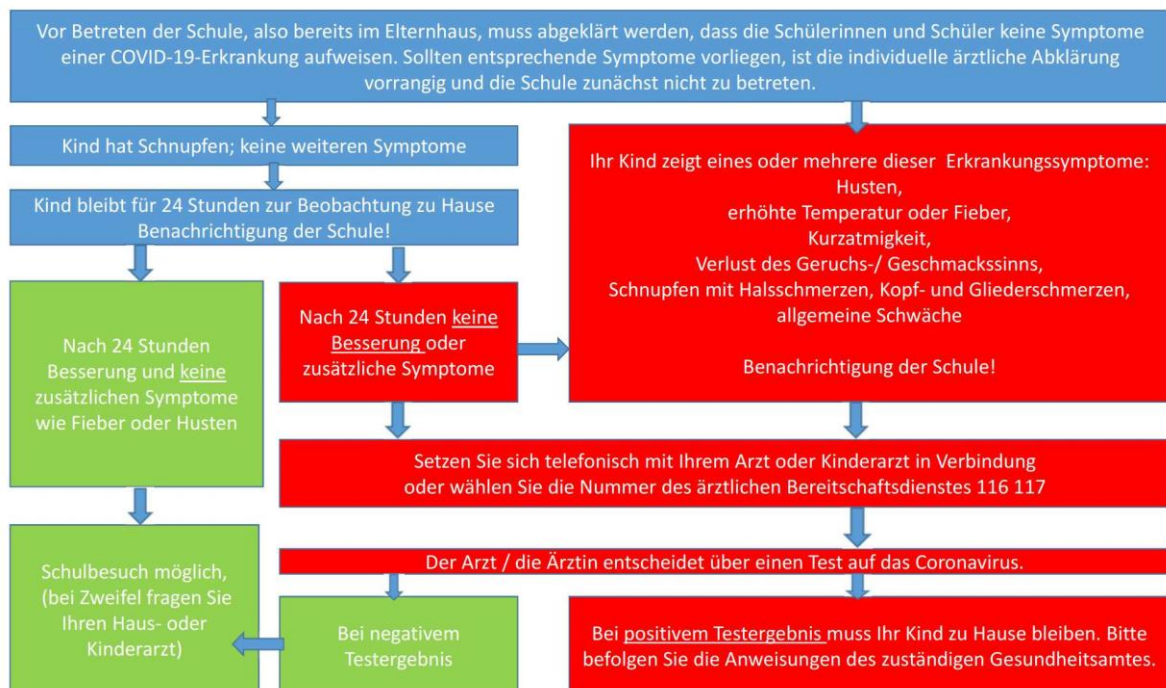 Vor Betreten der Schule, also bereits im Elternhaus, muss abgeklärt werden, dass die Schülerinnen und Schüler keine Symptome
einer COVID-19-Erkrankung aufweisen. Sollten entsprechende Symptome vorliegen, ist die individuelle ärztliche Abklärung
vorrangig und die Schule zunächst nicht zu betreten.
Kind hat Schnupfen; keine weiteren Symptome
Kind bleibt für 24 Stunden zur Beobachtung zu Hause
Benachrichtigung der Schule!
Nach 24 Stunden
Besserung und keine
zusätzlichen Symptome
wie Fieber oder Husten
Nach 24 Stunden keine
Besserung oder
zusätzliche Symptome
Ihr Kind zeigt eines oder mehrere dieser Erkrankungssymptome:
Husten,
erhöhte Temperatur oder Fieber,
Kurzatmigkeit,
Verlust des Geruchs-/ Geschmackssinns,
Schnupfen mit Halsschmerzen, Kopf- und Gliederschmerzen,
allgemeine Schwäche
Benachrichtigung der Schule!
Setzen Sie sich telefonisch mit Ihrem Arzt oder Kinderarzt in Verbindung
oder wählen Sie die Nummer des ärztlichen Bereitschaftsdienstes 116 117
Der Arzt / die Ärztin entscheidet über einen Test auf das Coronavirus.
Schulbesuch möglich,
(bei Zweifel fragen Sie
Ihren Haus- oder
Kinderarzt)
Bei negativem
Testergebnis
Bei positivem Testergebnis muss Ihr Kind zu Hause bleiben. Bitte
befolgen Sie die Anweisungen des zuständigen Gesundheitsamtes.